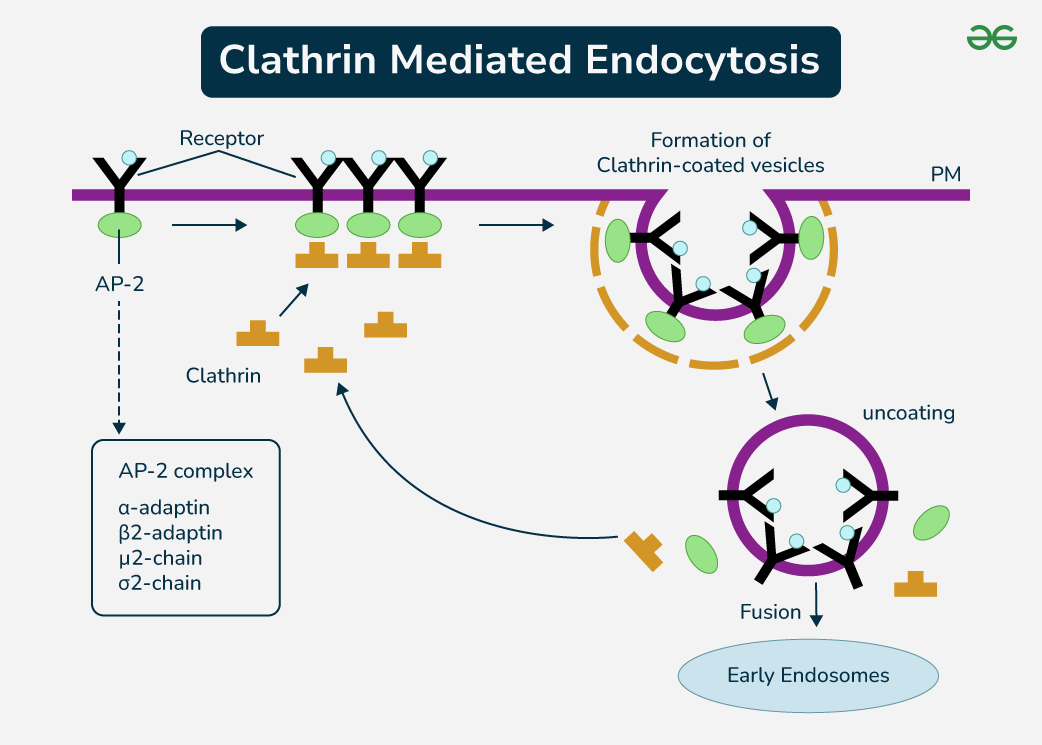 Clathrin Mediated Endocytosis
Receptor
Formation of
Clathrin-coated vesicles
PM
AP-2
Clathrin
uncoating
AP-2 complex
α-adaptin
β2-adaptin
μ2-chain
σ2-chain
Fusion
Early Endosomes